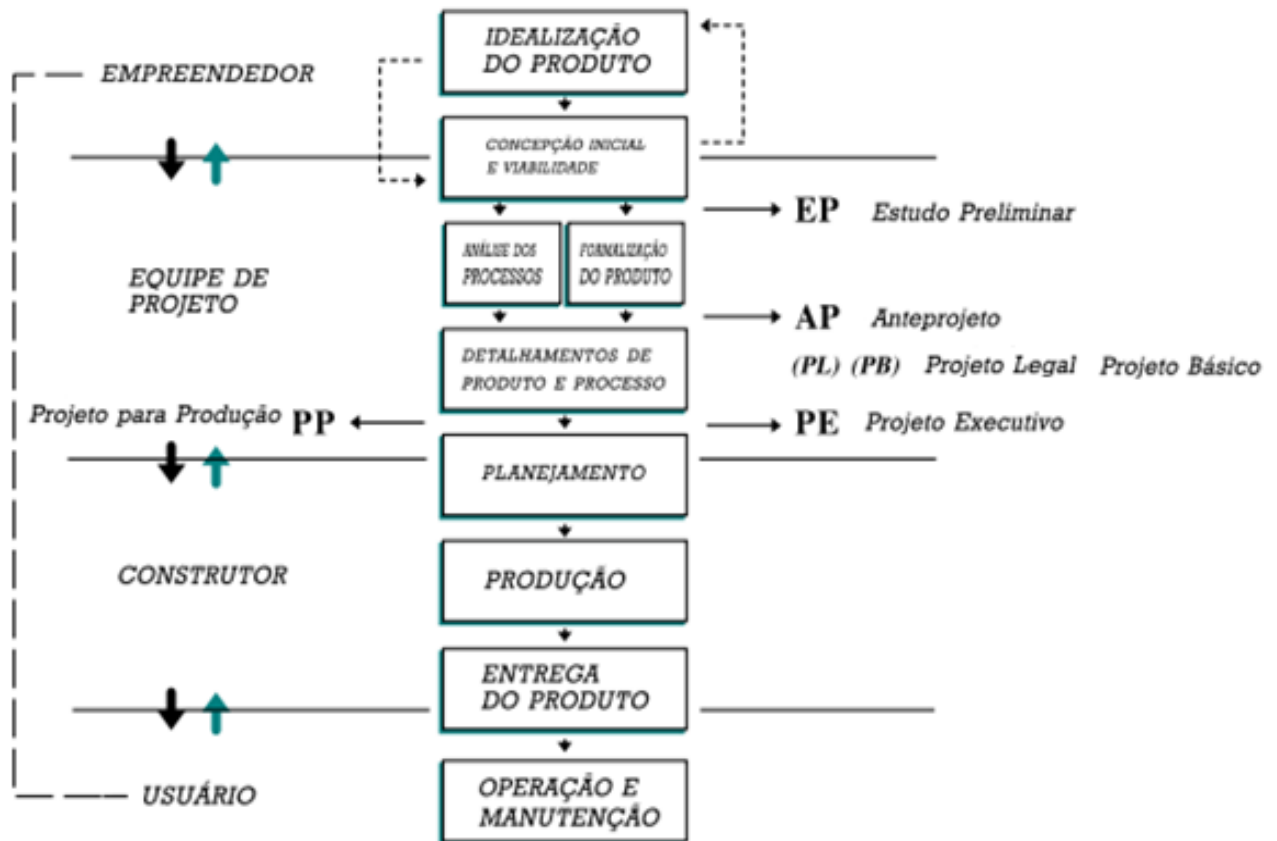 IDEALIZAÇÃO
DO PRODUTO
EMPREENDEDOR
CONCEPÇÃO INICIAL
E VIABILIDADE
EP Estudo Preliminar
ANÁLISE DOS
PROCESSOS
FORMALIZAÇÃO
DO PRODUTO
EQUIPE DE
PROJETO
AP Anteprojeto
DETALHAMENTOS DE
PRODUTO E PROCESSO
(PL) (PB) Projeto Legal Projeto Básico
Projeto para Produção PP
PE Projeto Executivo
PLANEJAMENTO
CONSTRUTOR
PRODUÇÃO
ENTREGA
DO PRODUTO
USUÁRIO
OPERAÇÃO E
MANUTENÇÃO